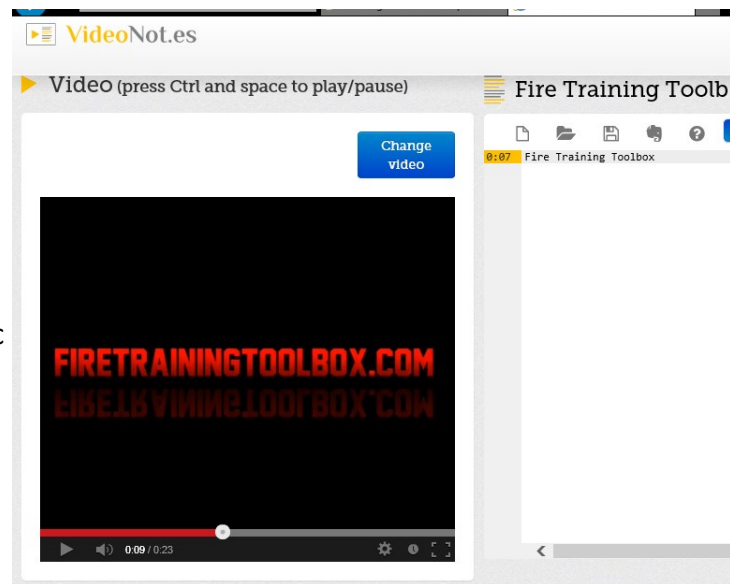 VideoNot.es
Video (press Ctrl and space to play/pause)
Change
video
FIRETRAININGTOOLBOX.COM
0:09 / 0:23
Fire Training Toolb
0:07 Fire Training Toolbox